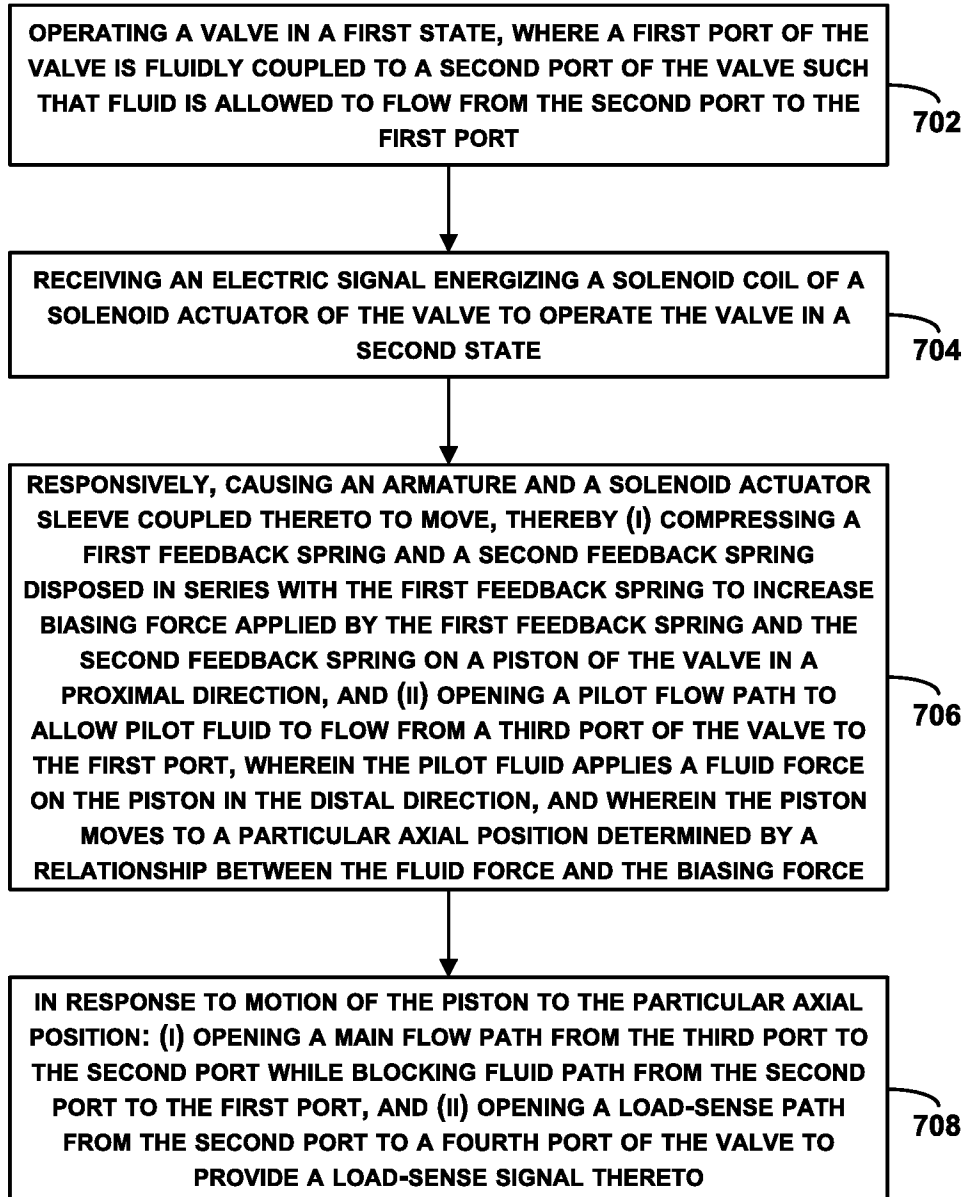 OPERATING A VALVE IN A FIRST STATE, WHERE A FIRST PORT OF THE
VALVE IS FLUIDLY COUPLED TO A SECOND PORT OF THE VALVE SUCH
THAT FLUID IS ALLOWED TO FLOW FROM THE SECOND PORT TO THE
FIRST PORT
702
RECEIVING AN ELECTRIC SIGNAL ENERGIZING A SOLENOID COIL OF A
SOLENOID ACTUATOR OF THE VALVE TO OPERATE THE VALVE IN A
SECOND STATE
704
RESPONSIVELY, CAUSING AN ARMATURE AND A SOLENOID ACTUATOR
SLEEVE COUPLED THERETO TO MOVE, THEREBY (I) COMPRESSING A
FIRST FEEDBACK SPRING AND A SECOND FEEDBACK SPRING
DISPOSED IN SERIES WITH THE FIRST FEEDBACK SPRING TO INCREASE
BIASING FORCE APPLIED BY THE FIRST FEEDBACK SPRING AND THE
SECOND FEEDBACK SPRING ON A PISTON OF THE VALVE IN A
PROXIMAL DIRECTION, AND (II) OPENING A PILOT FLOW PATH TO
ALLOW PILOT FLUID TO FLOW FROM A THIRD PORT OF THE VALVE TO
THE FIRST PORT, WHEREIN THE PILOT FLUID APPLIES A FLUID FORCE
ON THE PISTON IN THE DISTAL DIRECTION, AND WHEREIN THE PISTON
MOVES TO A PARTICULAR AXIAL POSITION DETERMINED BY A
RELATIONSHIP BETWEEN THE FLUID FORCE AND THE BIASING FORCE
706
IN RESPONSE TO MOTION OF THE PISTON TO THE PARTICULAR AXIAL
POSITION: (I) OPENING A MAIN FLOW PATH FROM THE THIRD PORT TO
THE SECOND PORT WHILE BLOCKING FLUID PATH FROM THE SECOND
PORT TO THE FIRST PORT, AND (II) OPENING A LOAD-SENSE PATH
FROM THE SECOND PORT TO A FOURTH PORT OF THE VALVE TO
PROVIDE A LOAD-SENSE SIGNAL THERETO
708